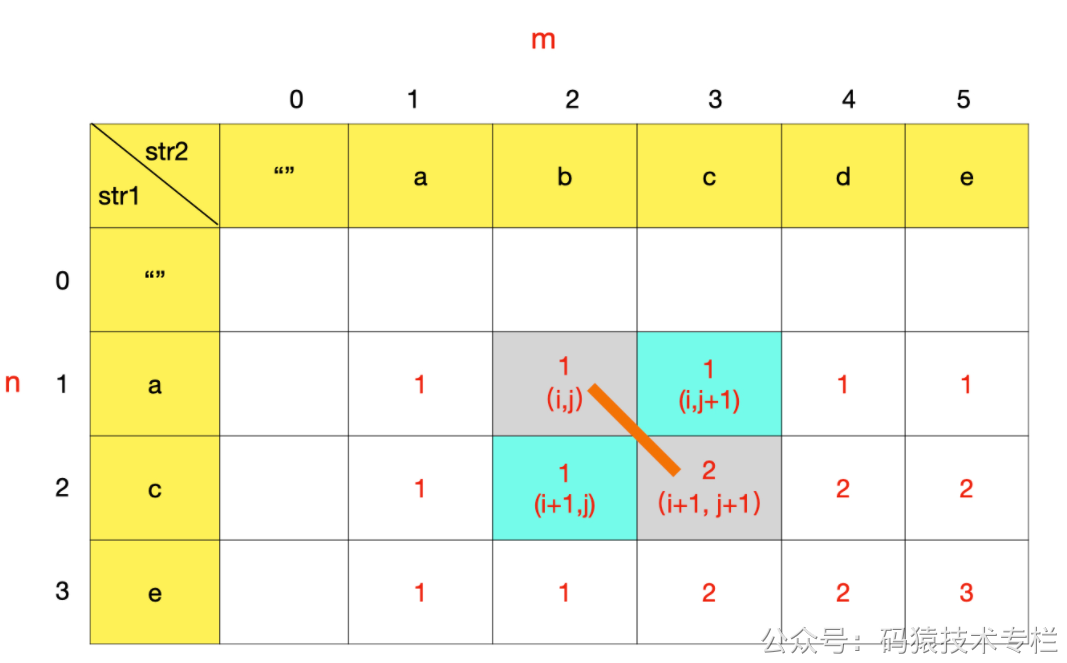 m
0 1 2 3 4 5
str2
str1
“” a b c d e
0 “”
n 1 a 1 1 1 1 1
(i,j) (i,j+1)
2 c 1 1 2 2 2
(i+1,j) (i+1, j+1)
3 e 1 1 2 2 3
公众号：码猿技术专栏